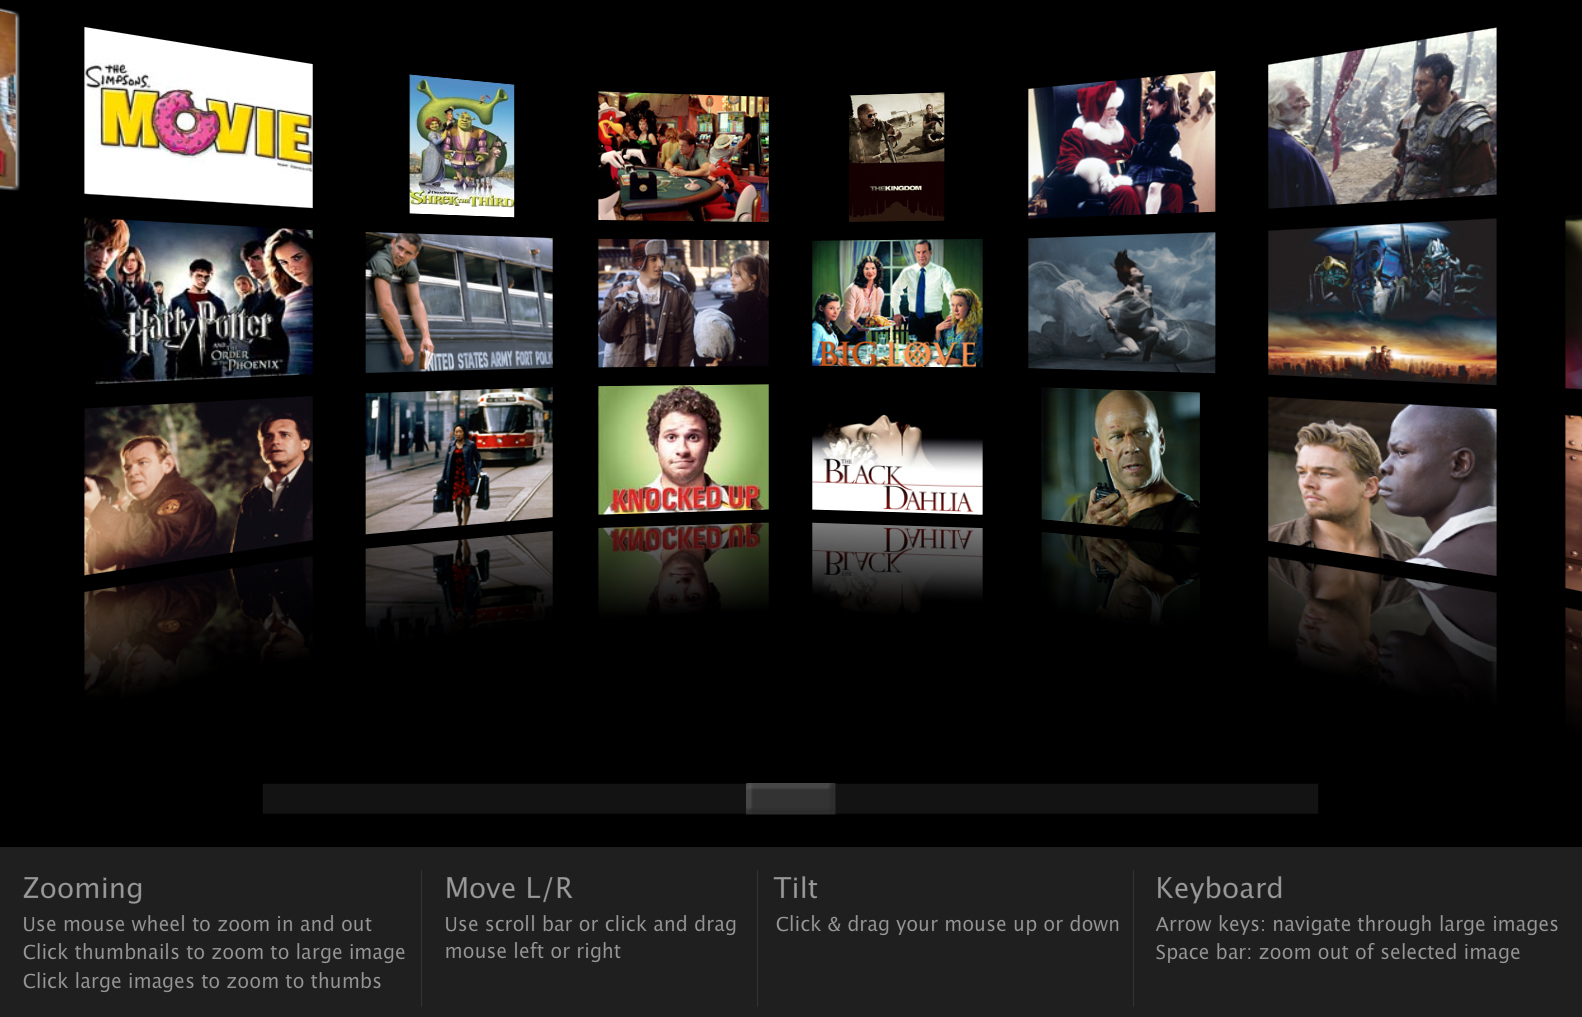 THE
SIMPSONS
MOVIE
SHREK THE THIRD
THE KINGDOM
Harry Potter
AND THE
ORDER
OF THE
PHOENIX
UNITED STATES ARMY FORT POLK
BIG LOVE
KNOCKED UP
THE
BLACK
DAHLIA
Zooming
Use mouse wheel to zoom in and out
Click thumbnails to zoom to large image
Click large images to zoom to thumbs
Move L/R
Use scroll bar or click and drag
mouse left or right
Tilt
Click & drag your mouse up or down
Keyboard
Arrow keys: navigate through large images
Space bar: zoom out of selected image